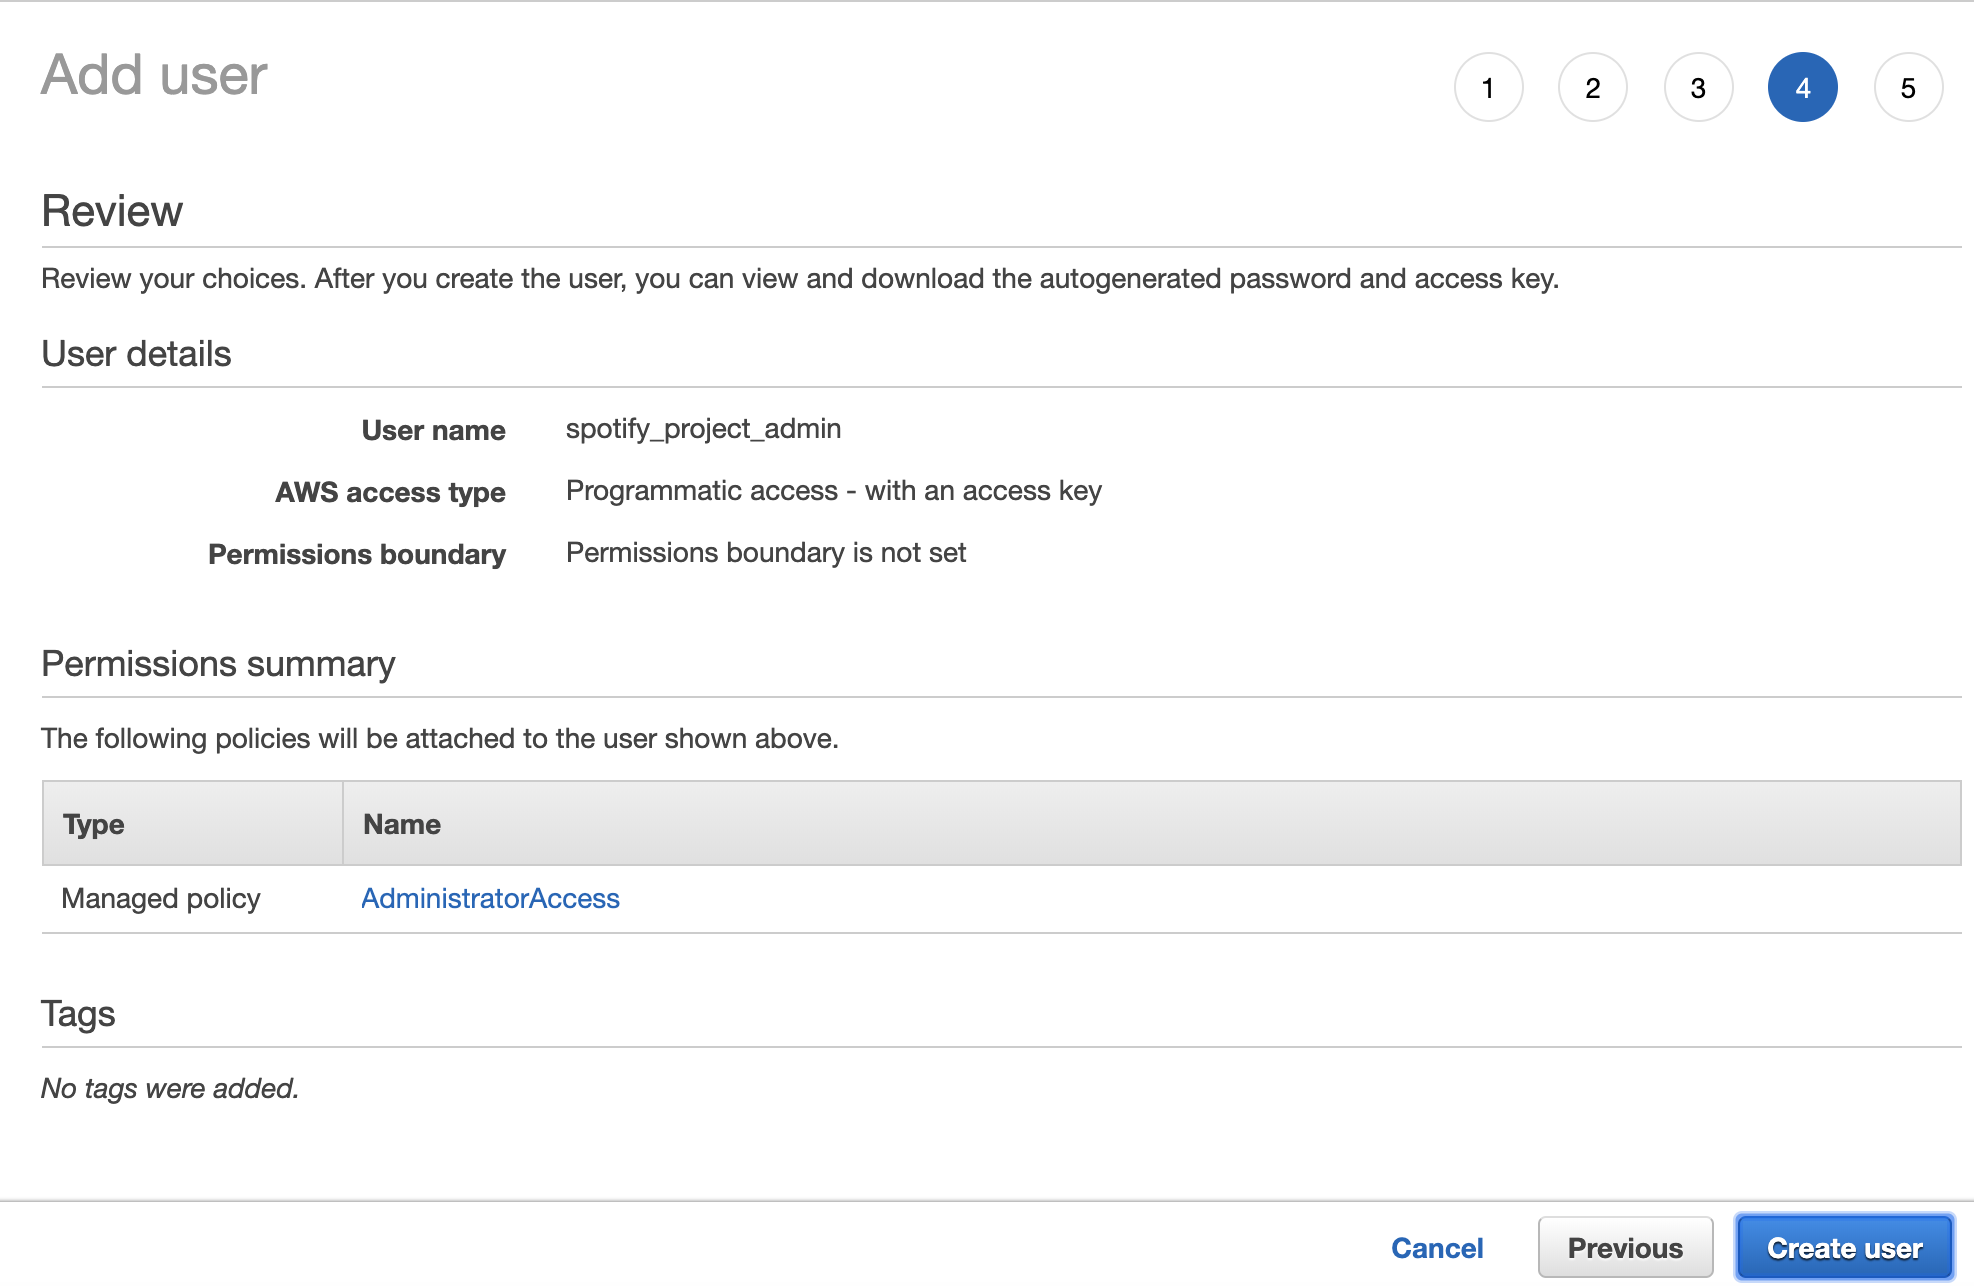 Add user
1 2 3 4 5
Review
Review your choices. After you create the user, you can view and download the autogenerated password and access key.
User details
User name spotify_project_admin
AWS access type Programmatic access - with an access key
Permissions boundary Permissions boundary is not set
Permissions summary
The following policies will be attached to the user shown above.
Type Name
Managed policy AdministratorAccess
Tags
No tags were added.
Cancel Previous Create user